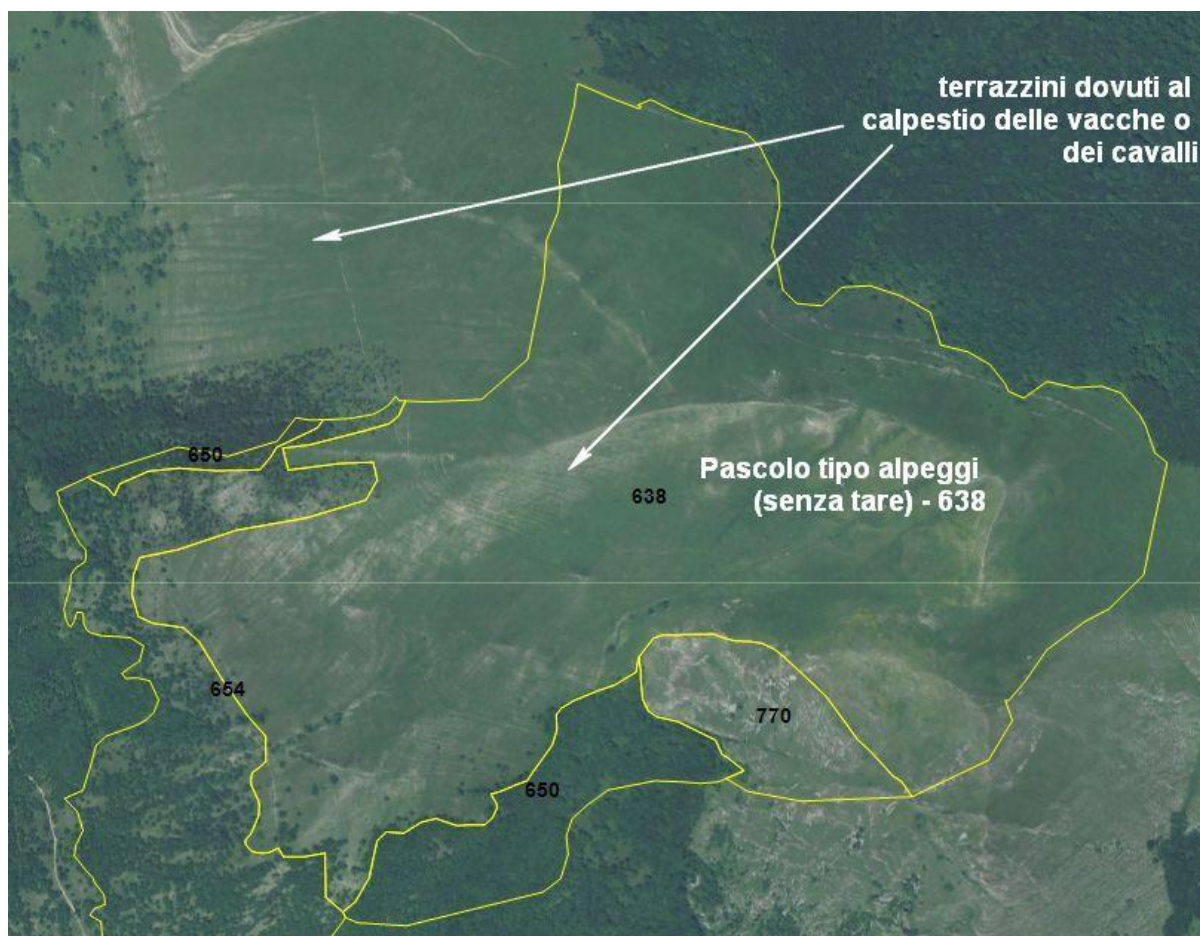 terrazzini dovuti al
calpestio delle vacche o
dei cavalli
650
Pascolo tipo alpeggi
(senza tare) - 638
638
654
770
650